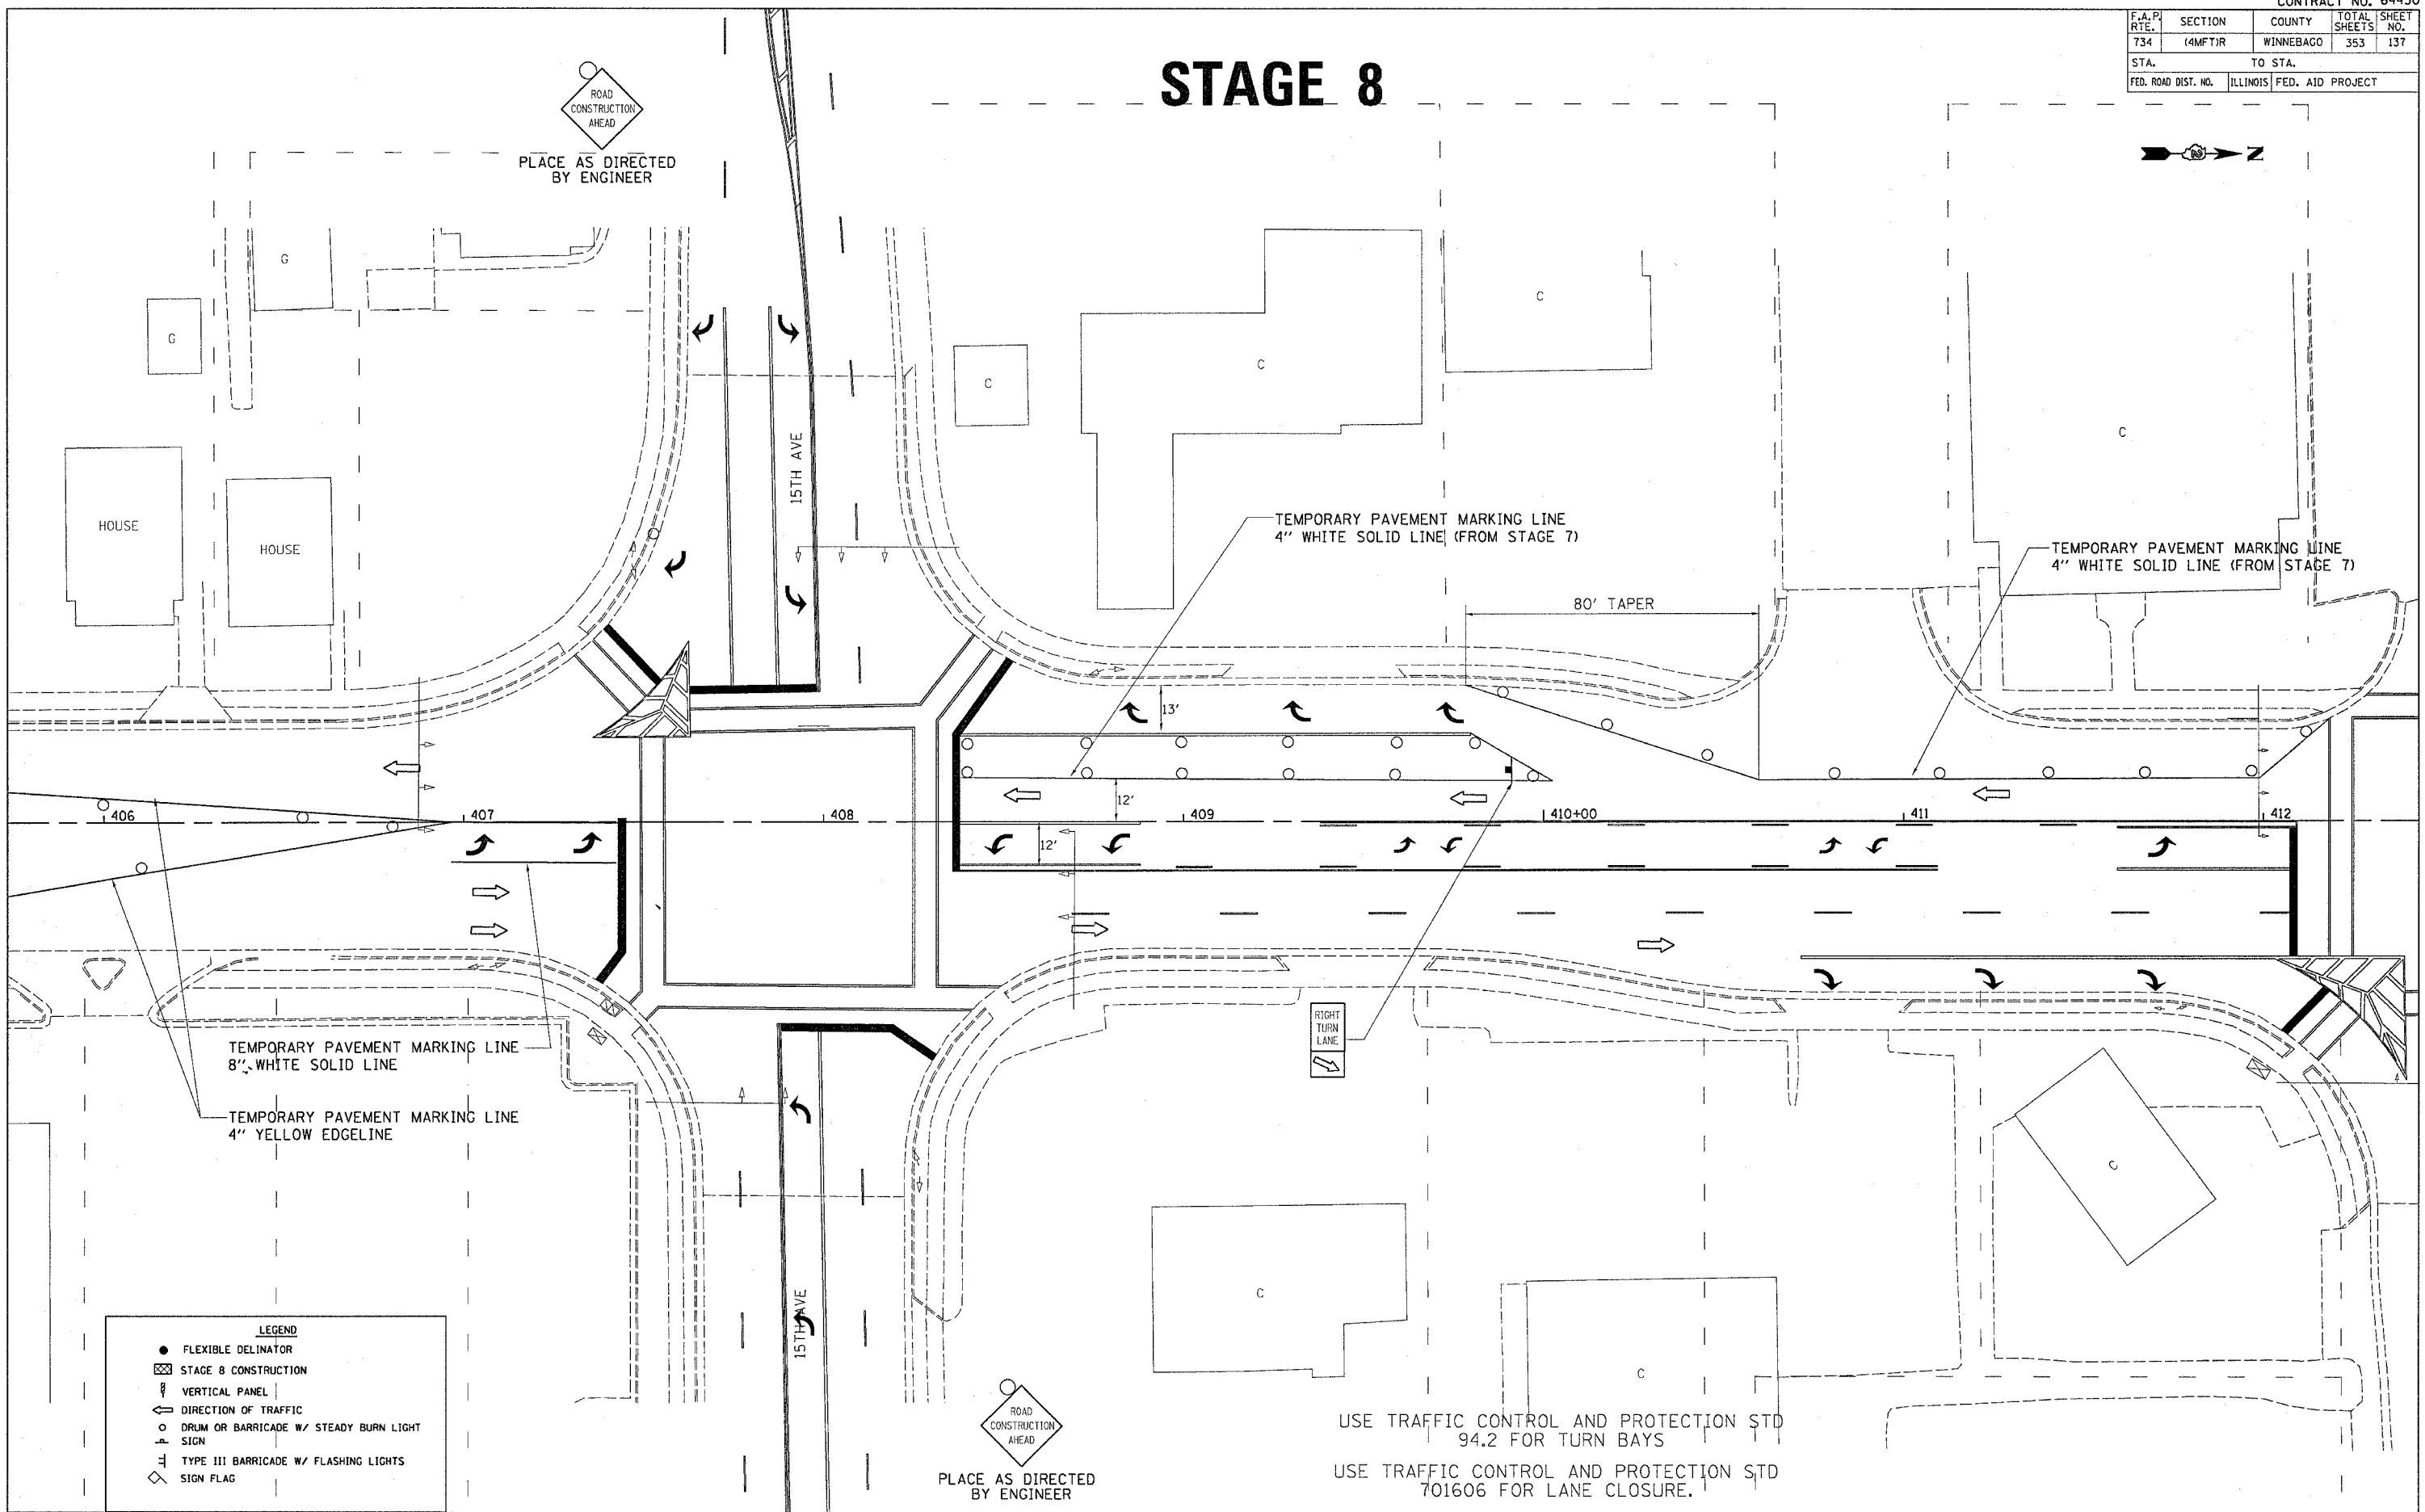 CONTRACT NO. 64450
F.A.P. RTE. SECTION COUNTY TOTAL SHEETS SHEET NO.
734 (4MFT)R WINNEBAGO 353 137
STA. TO STA.
FED. ROAD DIST. NO. ILLINOIS FED. AID PROJECT
STAGE 8
N
ROAD
CONSTRUCTION
AHEAD
PLACE AS DIRECTED
BY ENGINEER
G
G
HOUSE
HOUSE
15TH AVE
C
C
C
C
TEMPORARY PAVEMENT MARKING LINE
4" WHITE SOLID LINE (FROM STAGE 7)
TEMPORARY PAVEMENT MARKING LINE
4" WHITE SOLID LINE (FROM STAGE 7)
80' TAPER
13'
12'
12'
406
407
408
409
410+00
411
412
RIGHT
TURN
LANE
TEMPORARY PAVEMENT MARKING LINE
8" WHITE SOLID LINE
TEMPORARY PAVEMENT MARKING LINE
4" YELLOW EDGELINE
15TH AVE
C
C
C
LEGEND
FLEXIBLE DELINATOR
STAGE 8 CONSTRUCTION
VERTICAL PANEL
DIRECTION OF TRAFFIC
DRUM OR BARRICADE W/ STEADY BURN LIGHT
SIGN
TYPE III BARRICADE W/ FLASHING LIGHTS
SIGN FLAG
ROAD
CONSTRUCTION
AHEAD
PLACE AS DIRECTED
BY ENGINEER
USE TRAFFIC CONTROL AND PROTECTION STD
94.2 FOR TURN BAYS
USE TRAFFIC CONTROL AND PROTECTION STD
701606 FOR LANE CLOSURE.